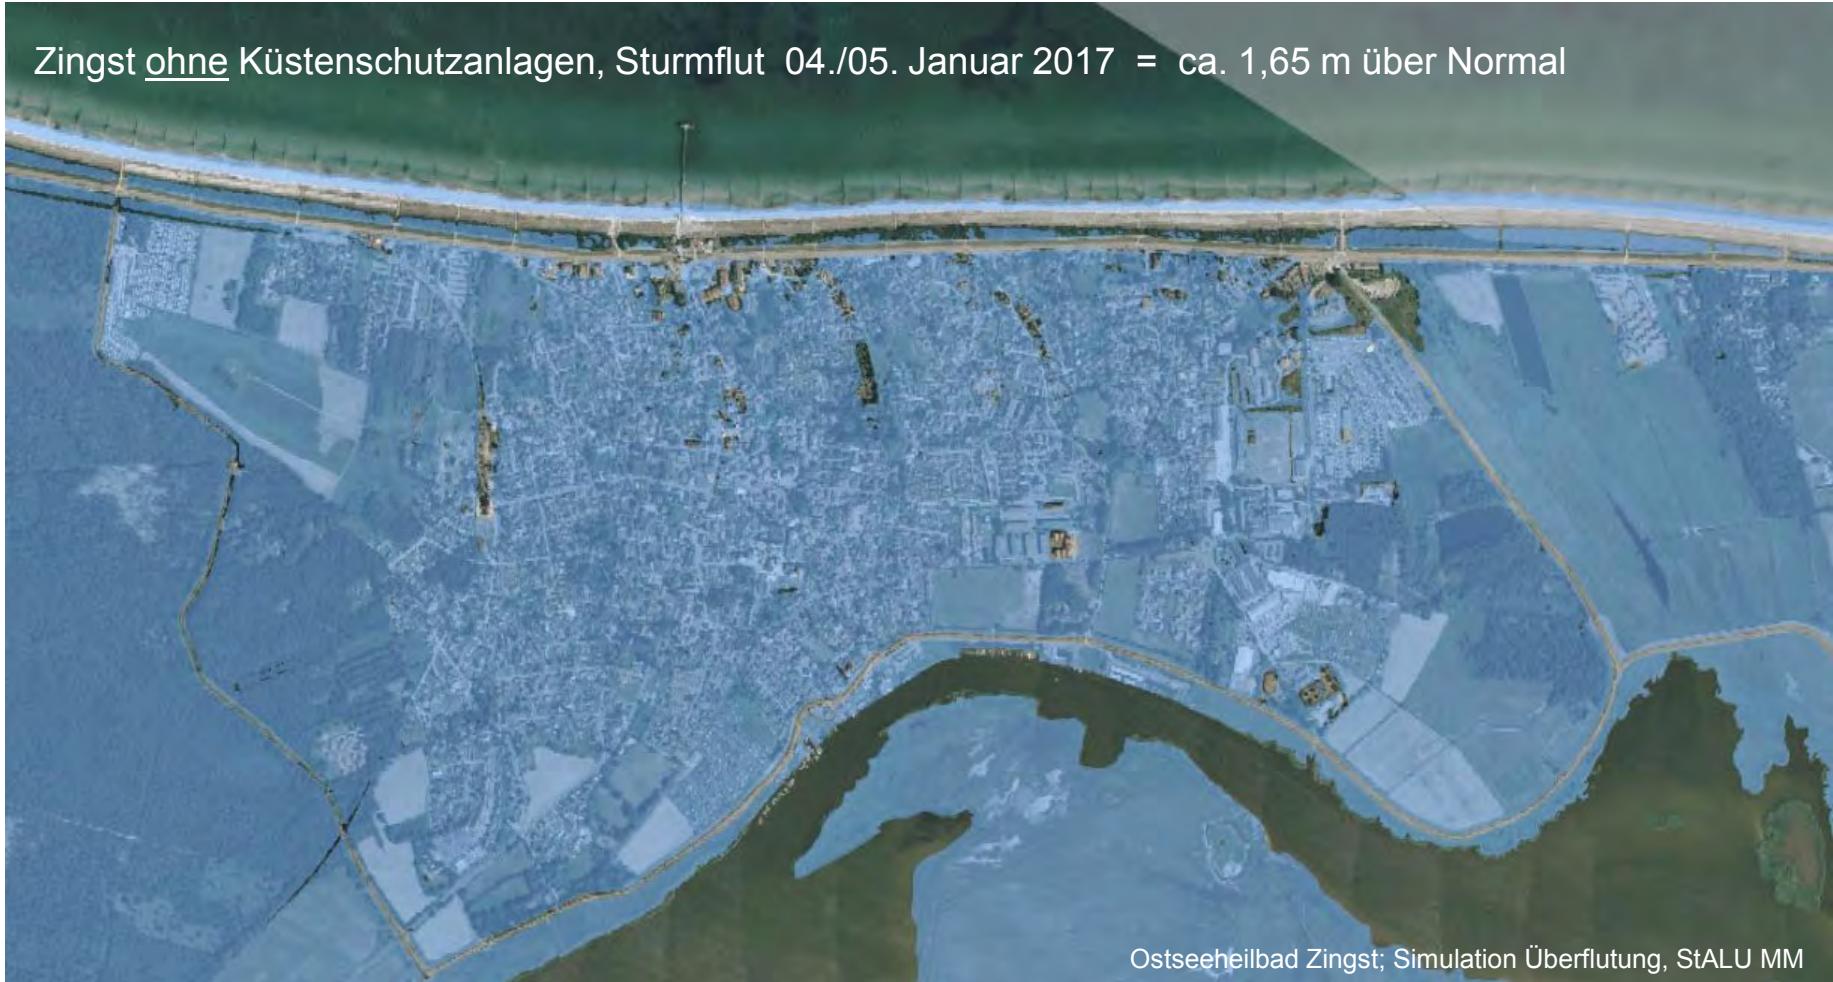 Zingst ohne Küstenschutzanlagen, Sturmflut 04./05. Januar 2017 = ca. 1,65 m über Normal
Ostseeheilbad Zingst; Simulation Überflutung, StALU MM